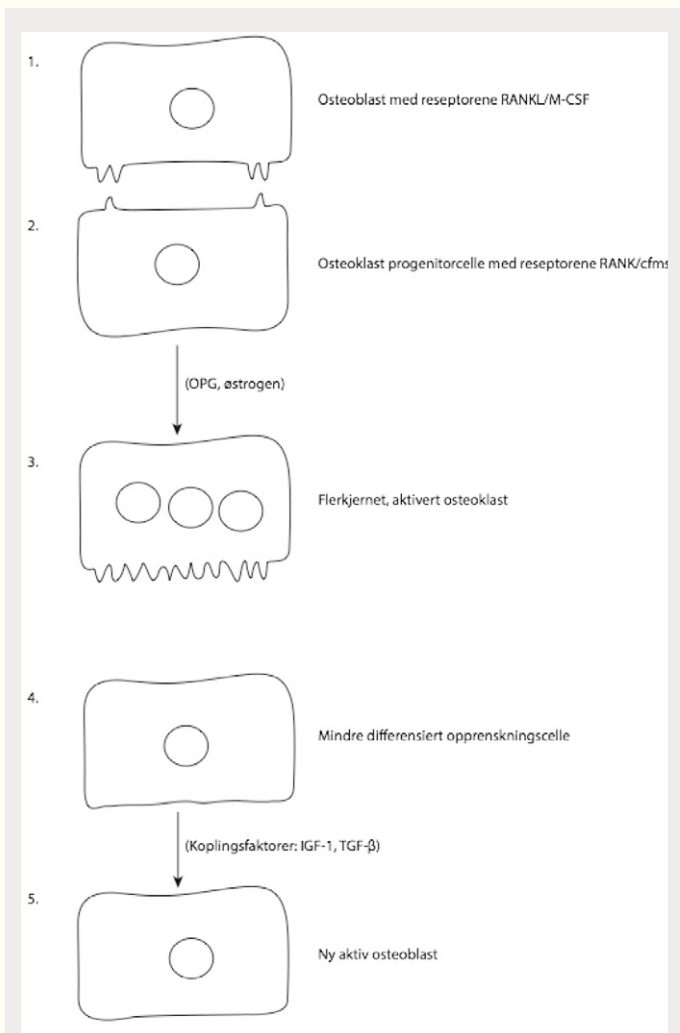 1.
Osteoblast med reseptorene RANKL/M-CSF
2.
Osteoklast progenitorcelle med reseptorene RANK/cfms
(OPG, østrogen)
3.
Flerkjernet, aktivert osteoklast
4.
Mindre differensiert opprenskningscelle
(Koplingsfaktorer: IGF-1, TGF-β)
5.
Ny aktiv osteoblast